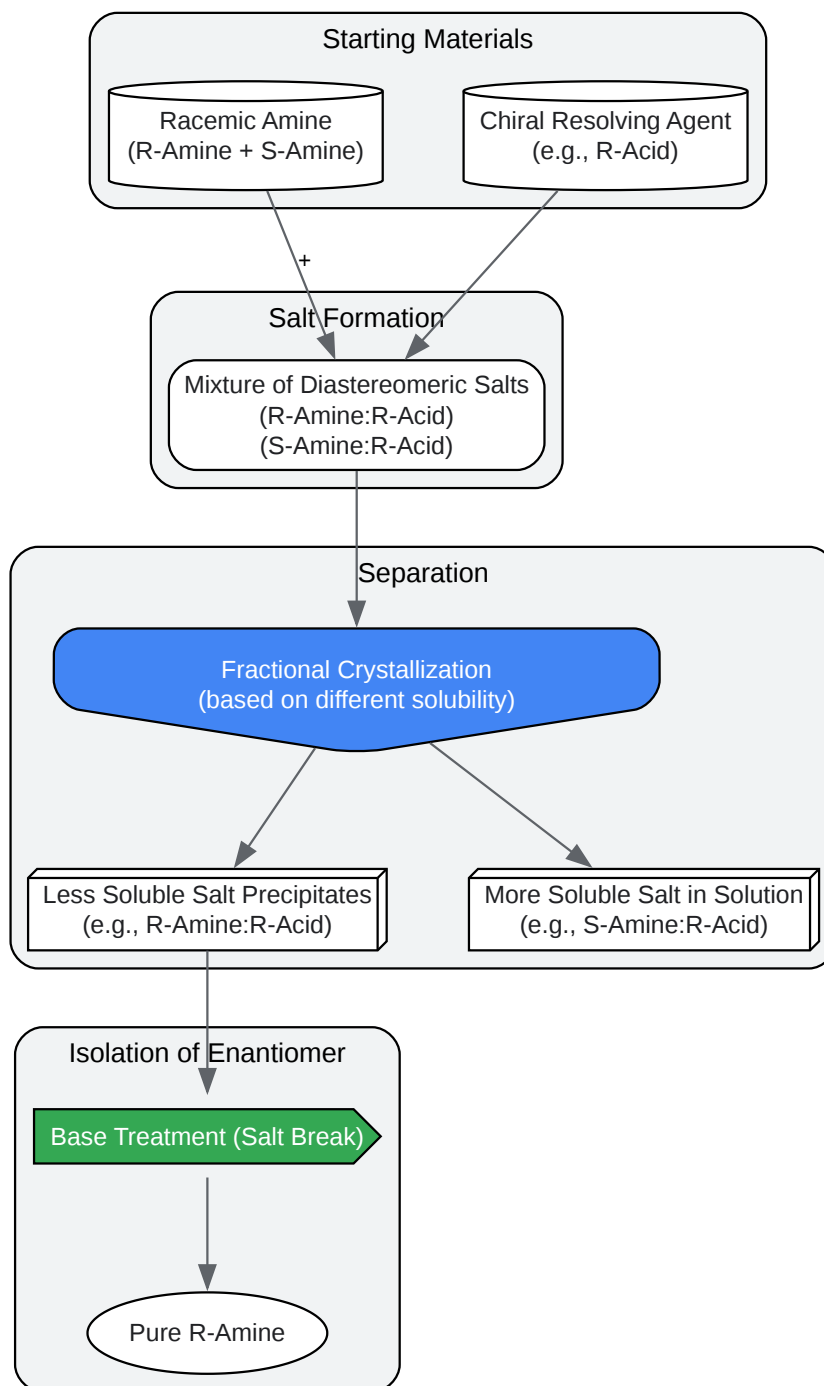 Starting Materials
Racemic Amine
(R-Amine + S-Amine)
Chiral Resolving Agent
(e.g., R-Acid)
+
Salt Formation
Mixture of Diastereomeric Salts
(R-Amine:R-Acid)
(S-Amine:R-Acid)
Separation
Fractional Crystallization
(based on different solubility)
Less Soluble Salt Precipitates
(e.g., R-Amine:R-Acid)
More Soluble Salt in Solution
(e.g., S-Amine:R-Acid)
Isolation of Enantiomer
Base Treatment (Salt Break)
Pure R-Amine